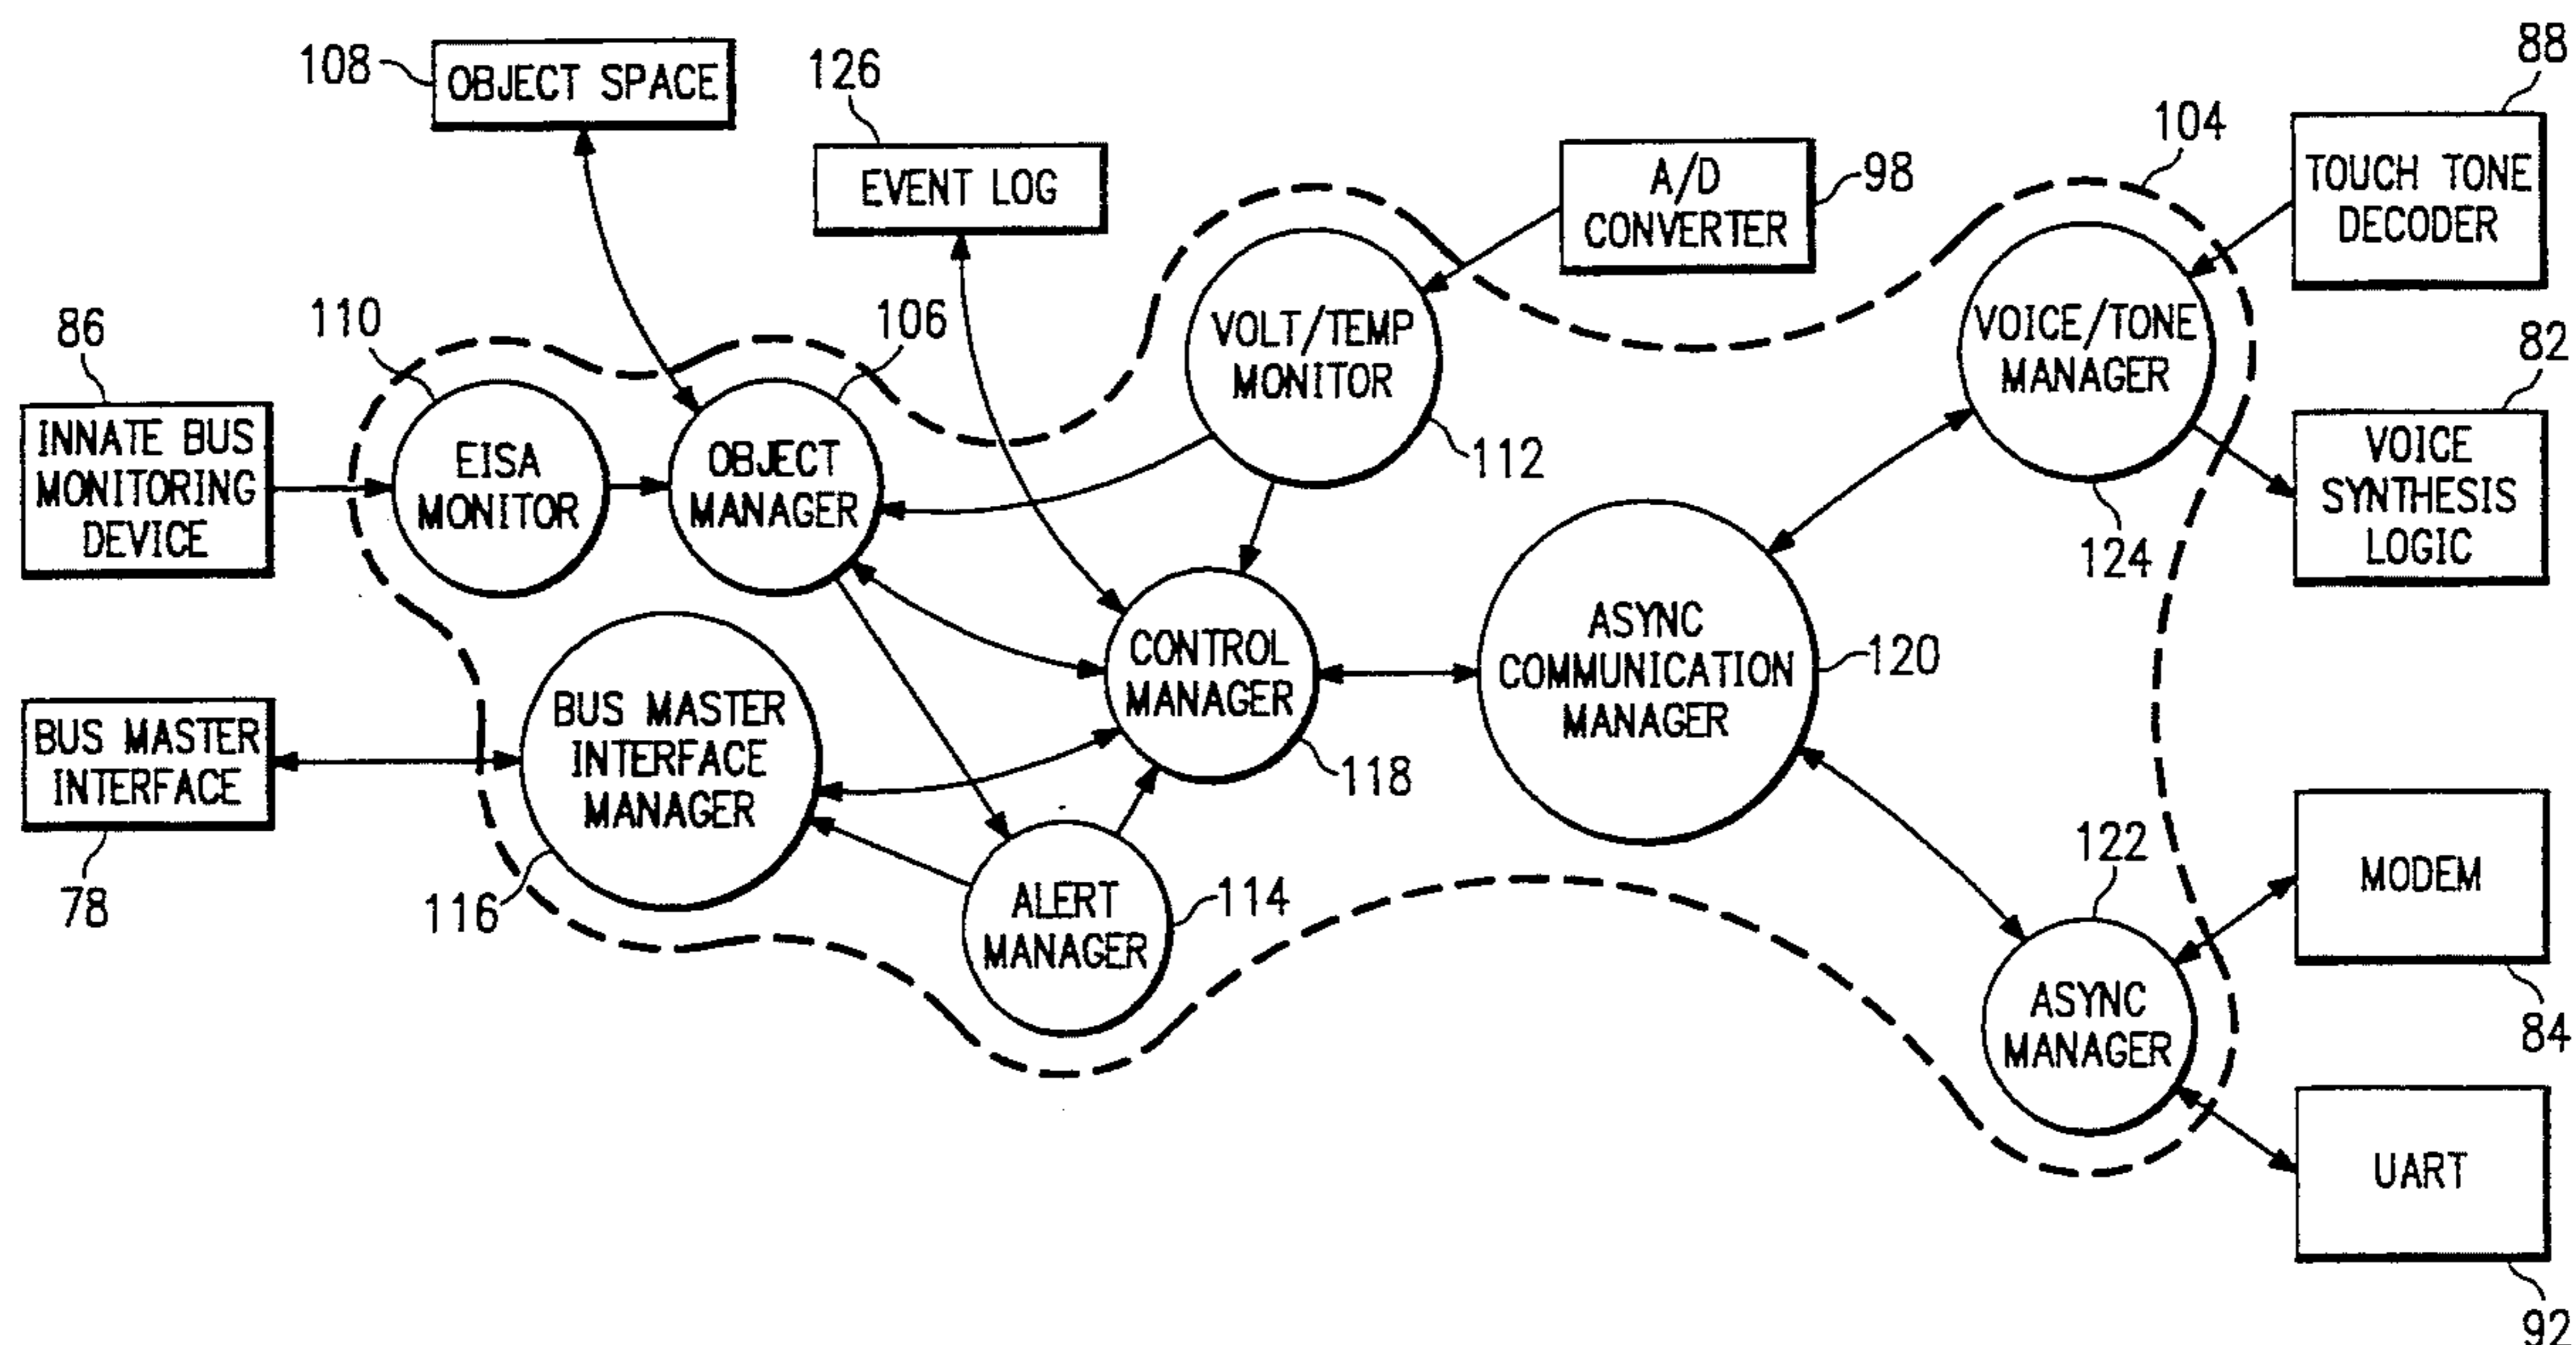 108
OBJECT SPACE
126
EVENT LOG
A/D
CONVERTER
98
104
88
TOUCH TONE
DECODER
86
INNATE BUS
MONITORING
DEVICE
110
EISA
MONITOR
106
OBJECT
MANAGER
VOLT/TEMP
MONITOR
112
VOICE/TONE
MANAGER
124
82
VOICE
SYNTHESIS
LOGIC
BUS MASTER
INTERFACE
78
BUS MASTER
INTERFACE
MANAGER
116
CONTROL
MANAGER
118
ASYNC
COMMUNICATION
MANAGER
120
ALERT
MANAGER
114
122
ASYNC
MANAGER
MODEM
84
UART
92